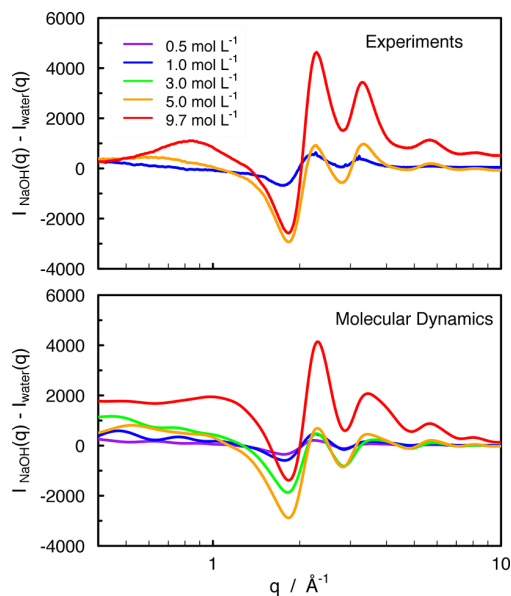 6000
4000
2000
0
-2000
-4000
I NaOH(q) - Iwater(q)
0.5 mol L-1
1.0 mol L-1
3.0 mol L-1
5.0 mol L-1
9.7 mol L-1
Experiments
6000
4000
2000
0
-2000
-4000
I NaOH(q) - Iwater(q)
Molecular Dynamics
1
10
q / Å-1